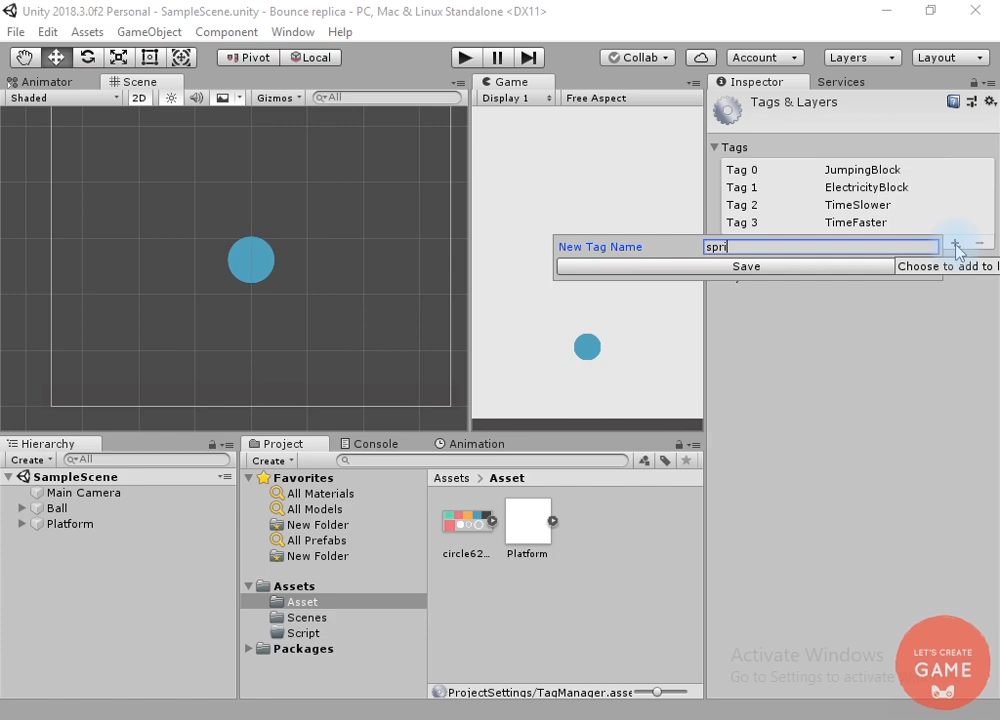 Unity 2018.3.0f2 Personal - SampleScene.unity - Bounce replica - PC, Mac & Linux Standalone <DX11>
File Edit Assets GameObject Component Window Help
Pivot Local Collab Account Layers Layout
Animator Scene Game Inspector Services
Shaded 2D Gizmos All Display 1 Free Aspect
Tags & Layers
Tags
Tag 0 JumpingBlock
Tag 1 ElectricityBlock
Tag 2 TimeSlower
Tag 3 TimeFaster
New Tag Name spri
Save
Choose to add to l
Hierarchy Project Console Animation
Create All Create
SampleScene
Main Camera
Ball
Platform
Favorites
All Materials
All Models
New Folder
All Prefabs
New Folder
Assets
Asset
Scenes
Script
Packages
Assets > Asset
circle62... Platform
ProjectSettings/TagManager.asse
Activate Windows
Go to Settings to activate
LET'S CREATE
GAME